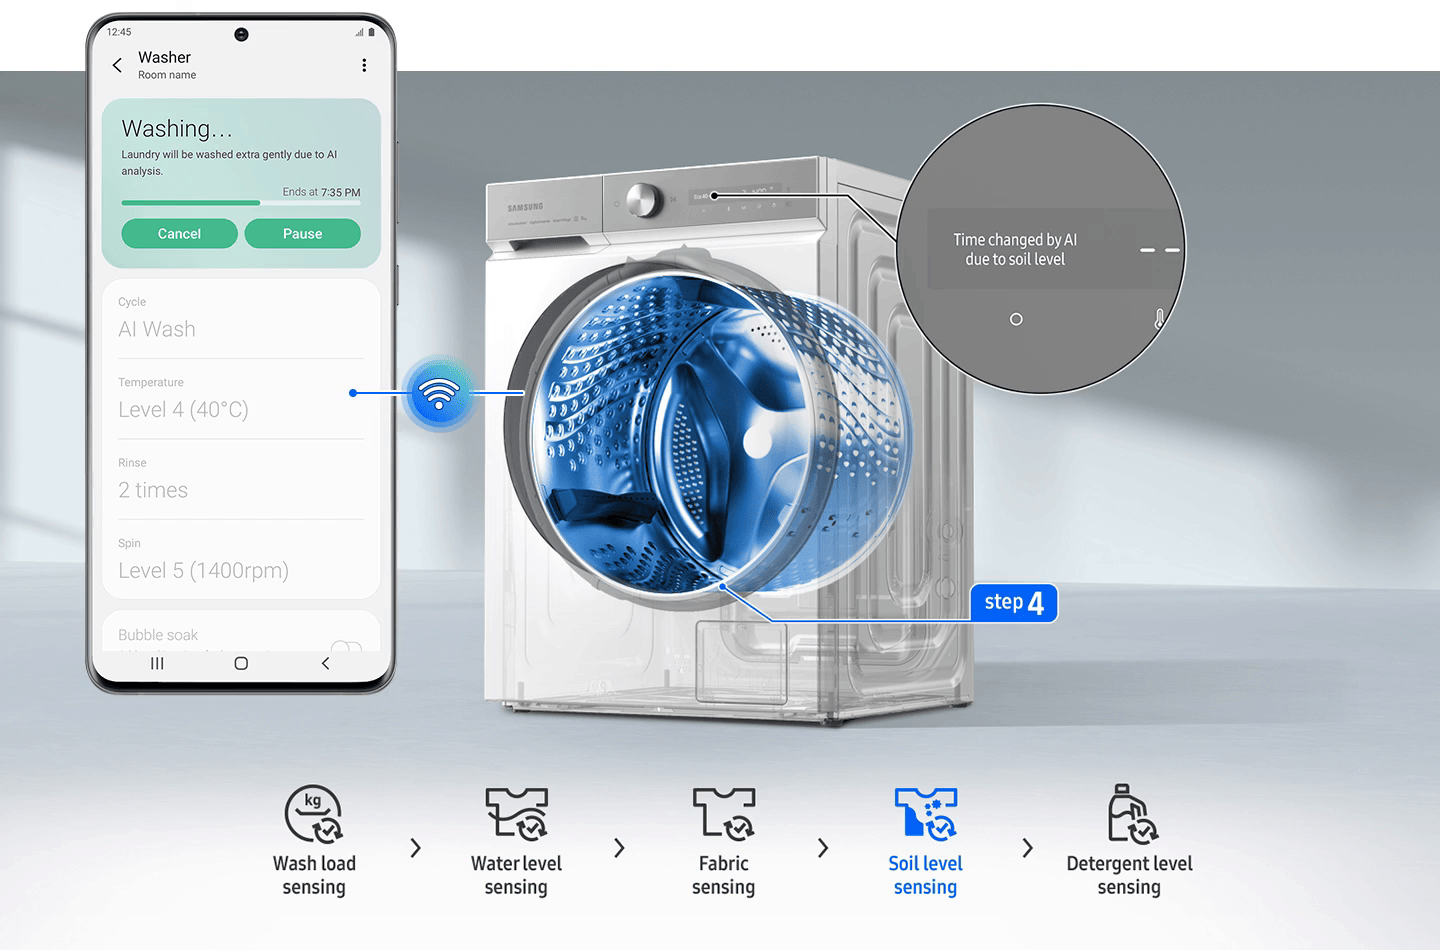 12:45
Washer
Room name
Washing...
Laundry will be washed extra gently due to AI
analysis.
Ends at 7:35 PM
Cancel
Pause
Cycle
AI Wash
Temperature
Level 4 (40°C)
Rinse
2 times
Spin
Level 5 (1400rpm)
Bubble soak
SAMSUNG
Time changed by AI
due to soil level
step 4
kg
Wash load
sensing
Water level
sensing
Fabric
sensing
Soil level
sensing
Detergent level
sensing